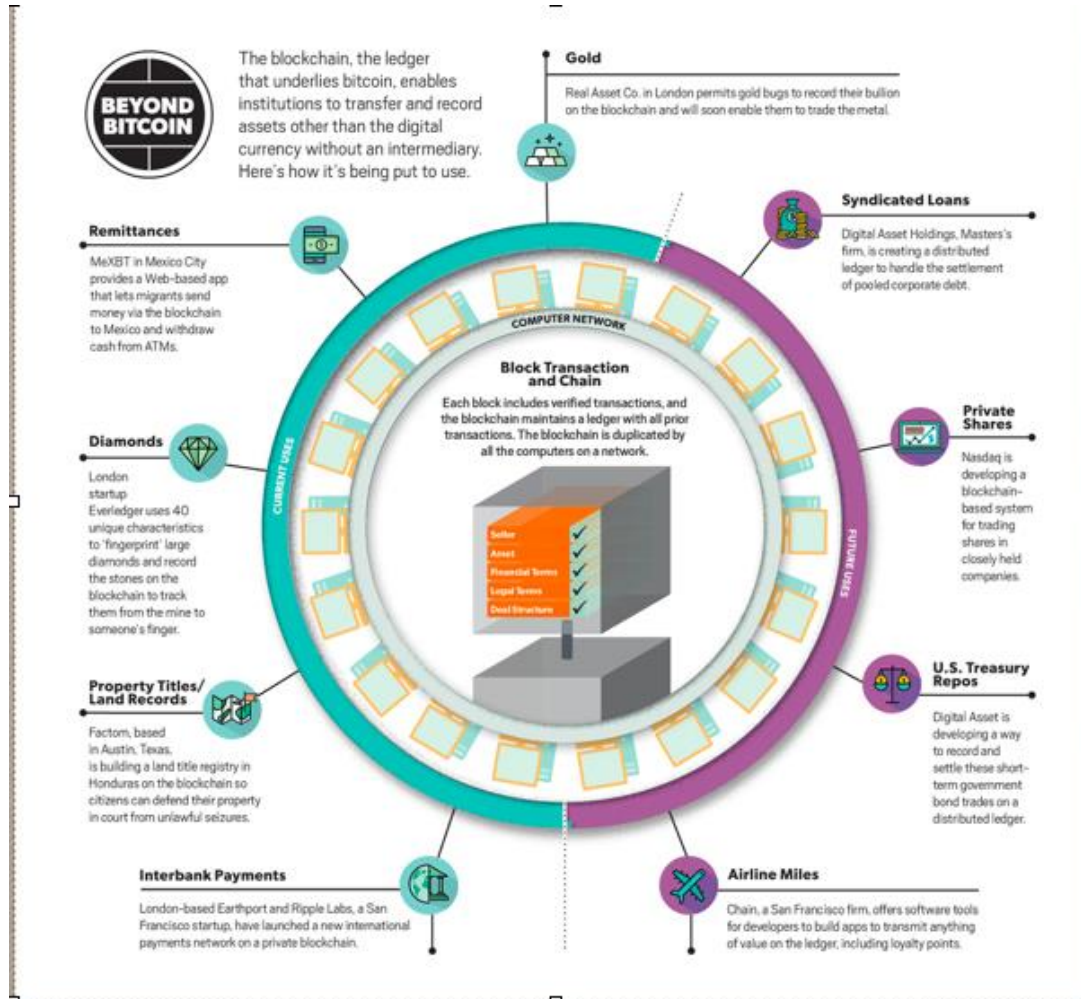 BEYOND
BITCOIN
The blockchain, the ledger
that underlies bitcoin, enables
institutions to transfer and record
assets other than the digital
currency without an intermediary.
Here's how it's being put to use.
Gold
Real Asset Co. in London permits gold bugs to record their bullion
on the blockchain and will soon enable them to trade the metal.
Syndicated Loans
Digital Asset Holdings, Masters's
firm, is creating a distributed
ledger to handle the settlement
of pooled corporate debt.
Remittances
MeXBT in Mexico City
provides a Web-based app
that lets migrants send
money via the blockchain
to Mexico and withdraw
cash from ATMs.
COMPUTER NETWORK
Block Transaction
and Chain
Each block includes verified transactions, and
the blockchain maintains a ledger with all prior
transactions. The blockchain is duplicated by
all the computers on a network.
Seller
Asset
Financial Terms
Legal Terms
Deal Structure
CURRENT USES
FUTURE USES
Private
Shares
Nasdaq is
developing a
blockchain-
based system
for trading
shares in
closely held
companies.
Diamonds
London
startup
Everledger uses 40
unique characteristics
to 'fingerprint' large
diamonds and record
the stones on the
blockchain to track
them from the mine to
someone's finger.
U.S. Treasury
Repos
Digital Asset is
developing a way
to record and
settle these short-
term government
bond trades on a
distributed ledger.
Property Titles/
Land Records
Factom, based
in Austin, Texas,
is building a land title registry in
Honduras on the blockchain so
citizens can defend their property
in court from unlawful seizures.
Interbank Payments
London-based Earthport and Ripple Labs, a San
Francisco startup, have launched a new international
payments network on a private blockchain.
Airline Miles
Chain, a San Francisco firm, offers software tools
for developers to build apps to transmit anything
of value on the ledger, including loyalty points.